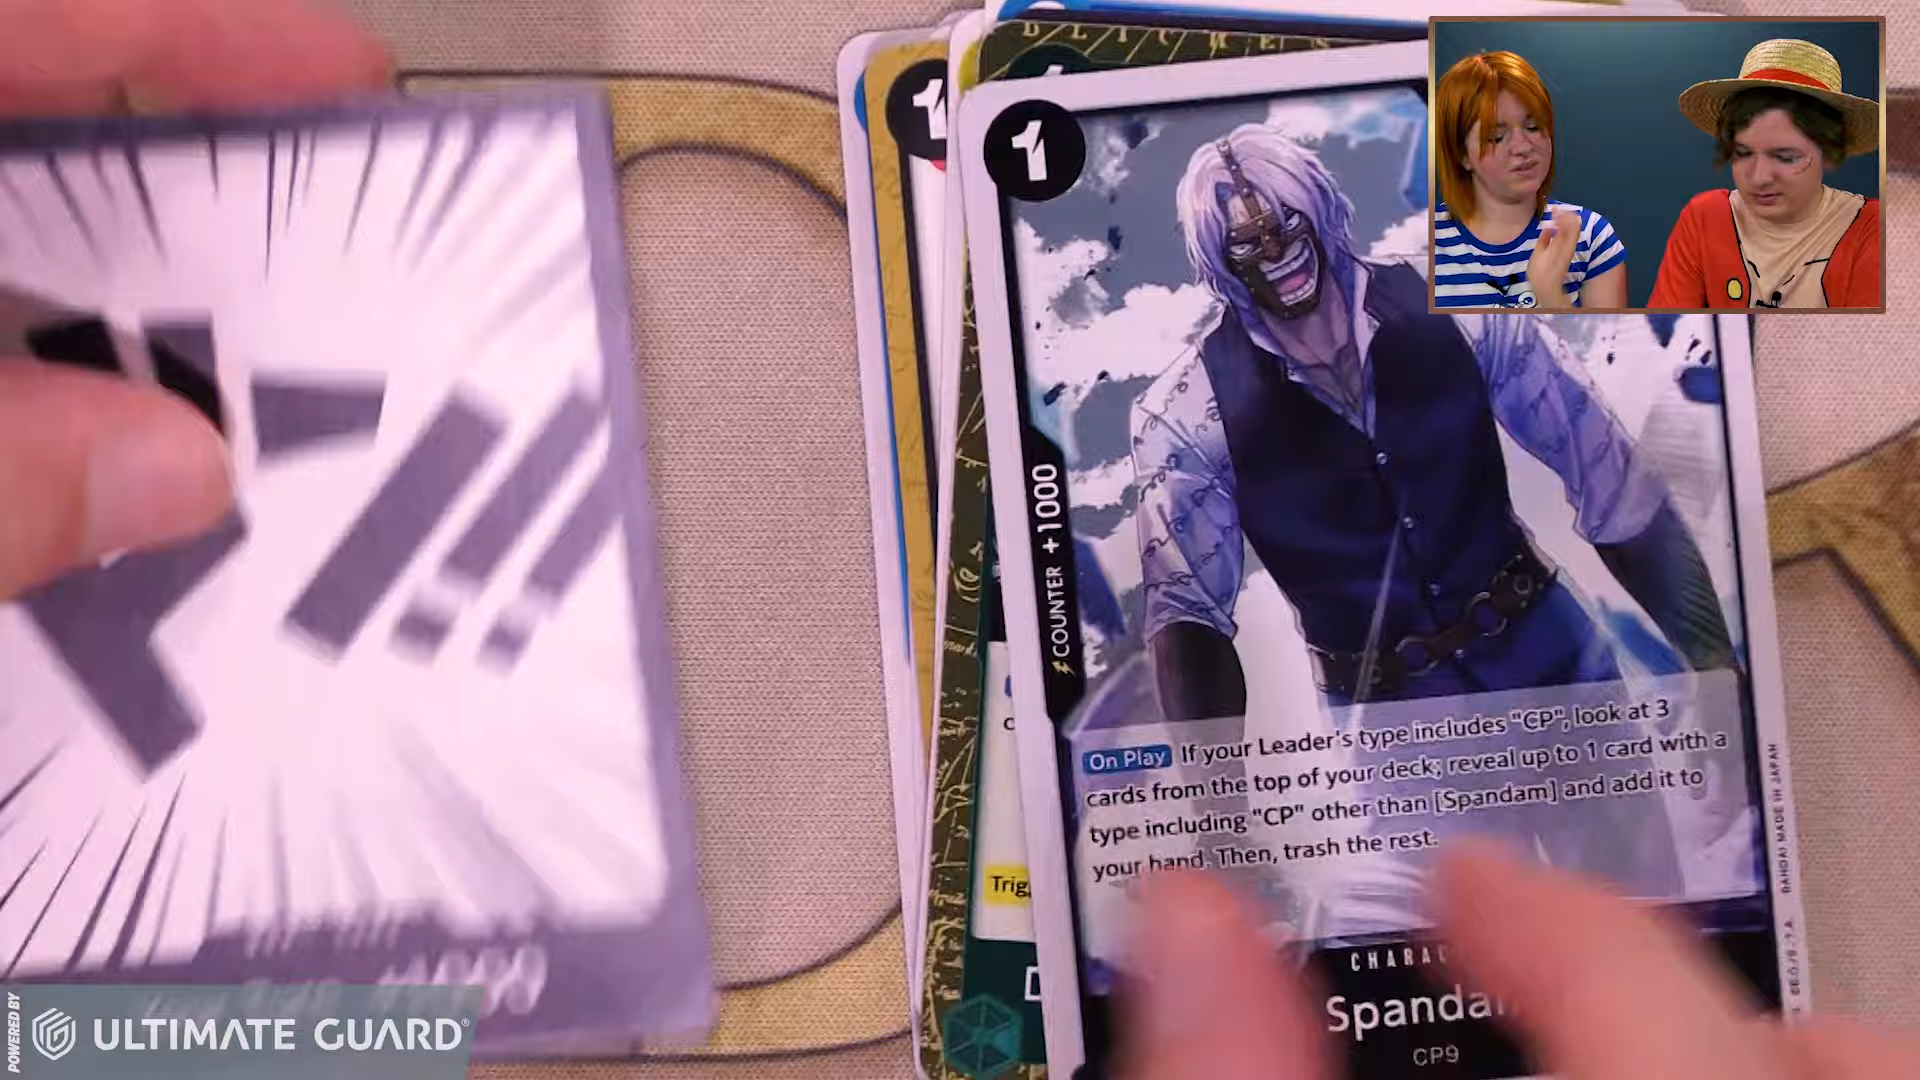 1
1
COUNTER +1000
On Play If your Leader's type includes "CP", look at 3
cards from the top of your deck; reveal up to 1 card with a
type including "CP" other than [Spandam] and add it to
your hand. Then, trash the rest.
Trig
CHARAC
Spandam
CP9
BANDAI MADE IN JAPAN
POWERED BY
ULTIMATE GUARD®